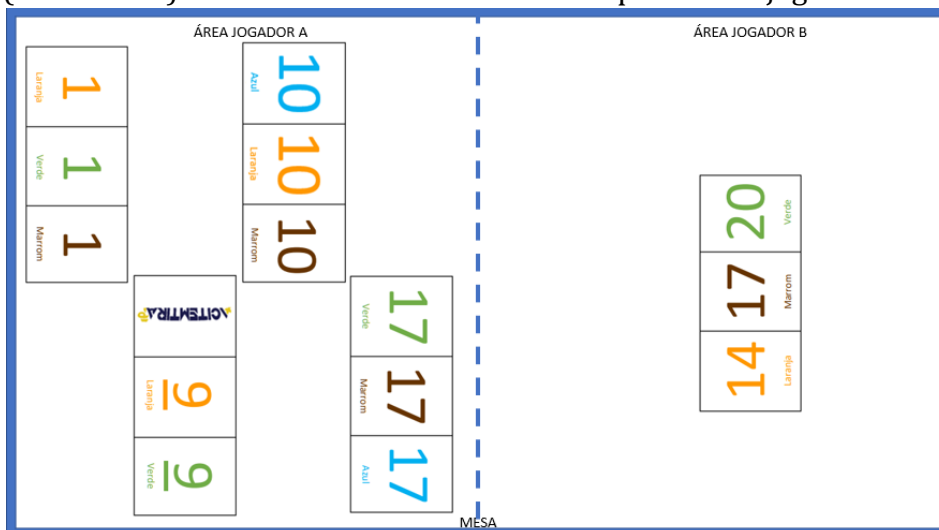 ÁREA JOGADOR A
ÁREA JOGADOR B
1
Laranja
1
Verde
1
Marrom
10
Azul
10
Laranja
10
Marrom
9
Laranja
9
Verde
17
Verde
17
Marrom
17
Azul
20
Verde
17
Marrom
14
Laranja
MESA